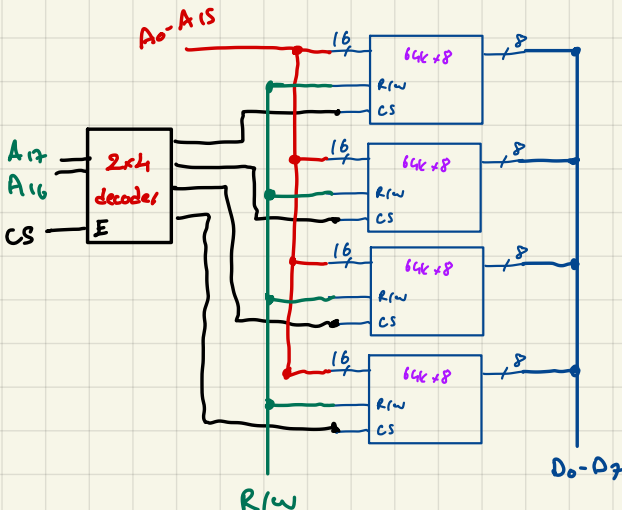 A0-A15
16
64K×8
8
R/W
CS
A17
A16
CS
2×4
decoder
E
16
64K×8
8
R/W
CS
16
64K×8
8
R/W
CS
16
64K×8
8
R/W
CS
D0-D7
R/W